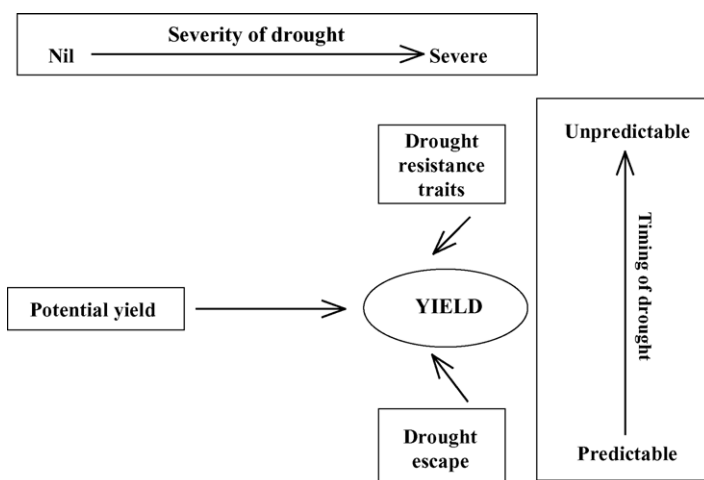 Severity of drought
Nil
Severe
Unpredictable
Drought
resistance
traits
Timing of drought
Potential yield
YIELD
Drought
escape
Predictable